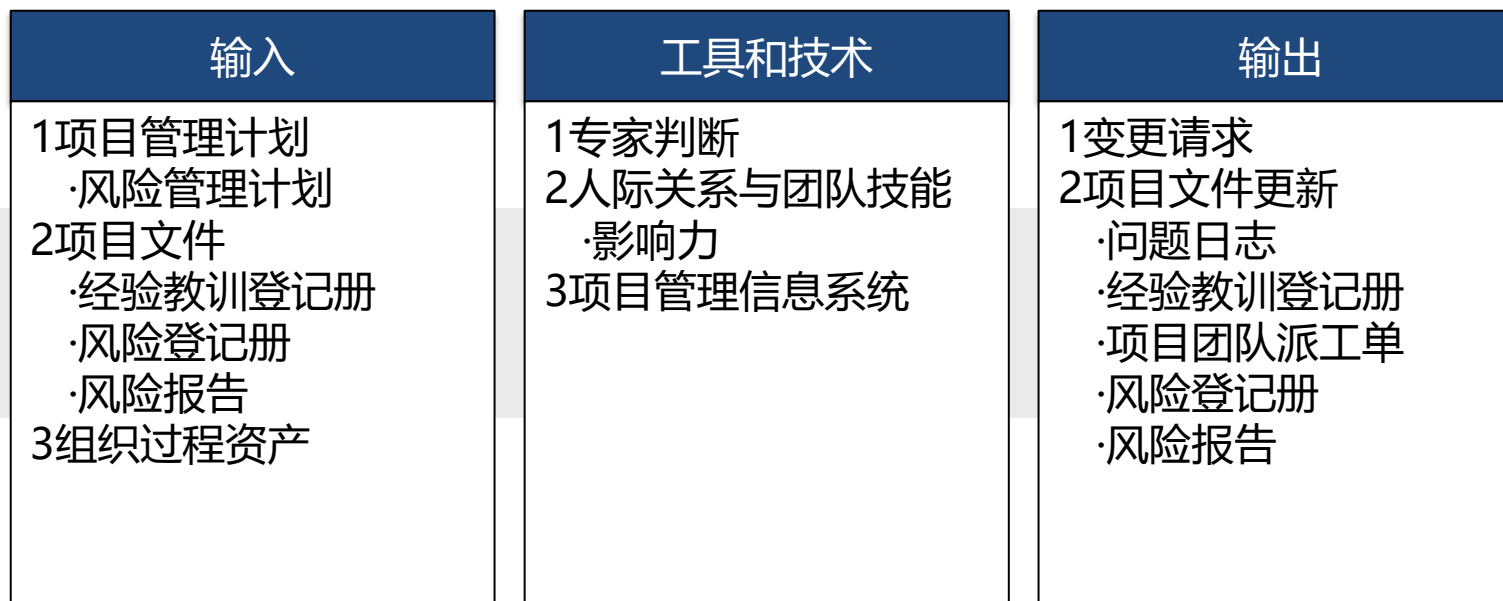 输入
1项目管理计划
·风险管理计划
2项目文件
·经验教训登记册
·风险登记册
·风险报告
3组织过程资产
工具和技术
1专家判断
2人际关系与团队技能
·影响力
3项目管理信息系统
输出
1变更请求
2项目文件更新
·问题日志
·经验教训登记册
·项目团队派工单
·风险登记册
·风险报告